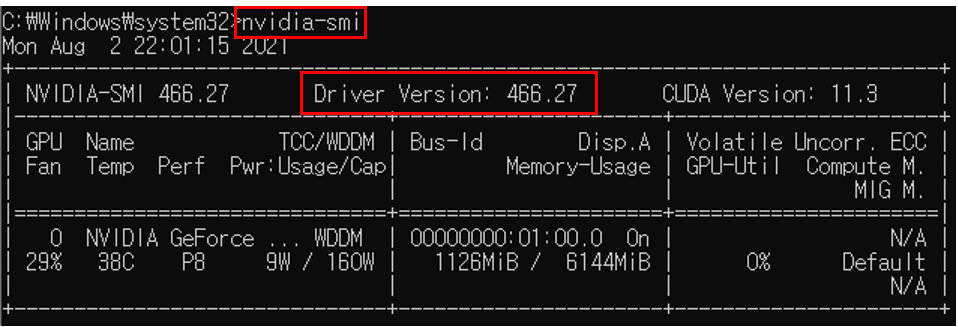 C:₩Windows₩system32>nvidia-smi
Mon Aug  2 22:01:15 2021
+-----------------------------------------------------------------------------+
| NVIDIA-SMI 466.27       Driver Version: 466.27       CUDA Version: 11.3     |
|-------------------------------+----------------------+----------------------+
| GPU  Name            TCC/WDDM | Bus-Id        Disp.A | Volatile Uncorr. ECC |
| Fan  Temp  Perf  Pwr:Usage/Cap|         Memory-Usage | GPU-Util  Compute M. |
|                               |                      |               MIG M. |
|===============================+======================+======================|
|   0  NVIDIA GeForce ... WDDM  | 00000000:01:00.0  On |                  N/A |
| 29%   38C    P8     9W / 160W |   1126MiB /  6144MiB |      0%      Default |
|                               |                      |                  N/A |
+-------------------------------+----------------------+----------------------+